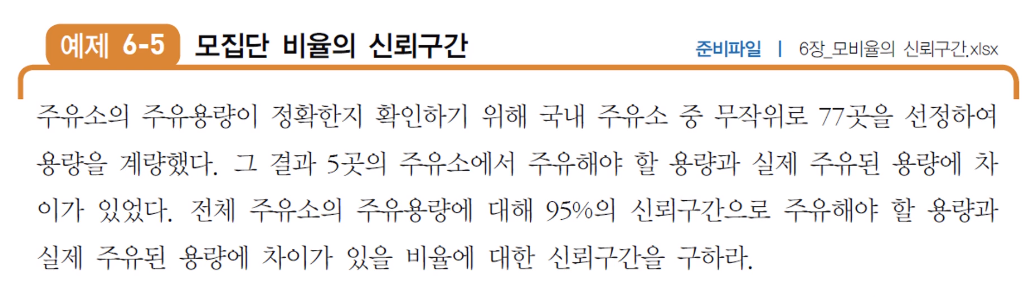 예제 6-5 모집단 비율의 신뢰구간 준비파일 | 6장_모비율의 신뢰구간.xlsx
주유소의 주유용량이 정확한지 확인하기 위해 국내 주유소 중 무작위로 77곳을 선정하여
용량을 계량했다. 그 결과 5곳의 주유소에서 주유해야 할 용량과 실제 주유된 용량에 차
이가 있었다. 전체 주유소의 주유용량에 대해 95%의 신뢰구간으로 주유해야 할 용량과
실제 주유된 용량에 차이가 있을 비율에 대한 신뢰구간을 구하라.